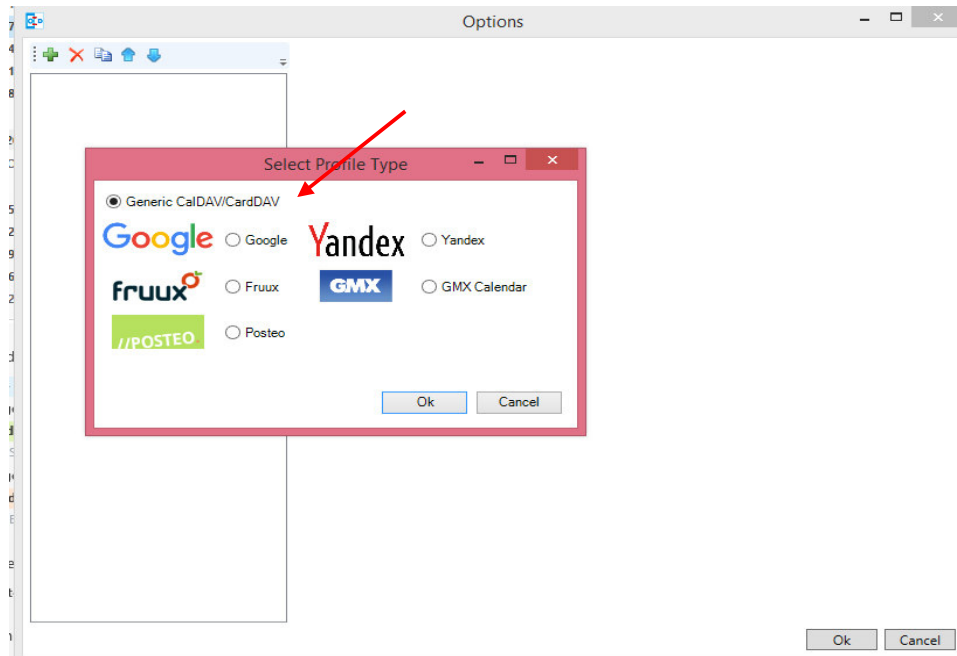 Options
Select Profile Type
Generic CalDAV/CardDAV
Google Google Yandex Yandex
fruux Fruux GMX GMX Calendar
//POSTEO. Posteo
Ok Cancel
Ok Cancel